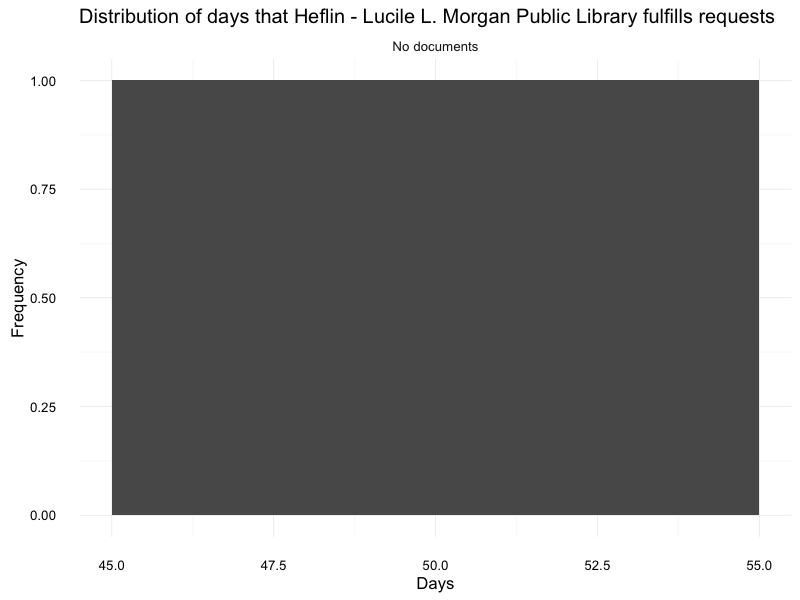 Distribution of days that Heflin - Lucile L. Morgan Public Library fulfills requests
No documents
1.00
0.75
0.50
0.25
0.00
Frequency
45.0 47.5 50.0 52.5 55.0
Days